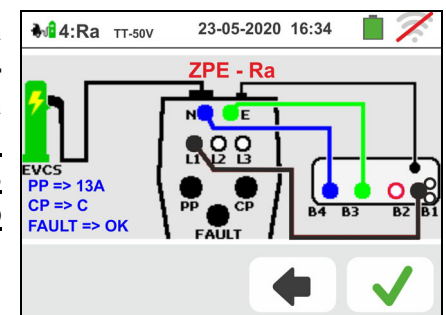 4:Ra TT-50V 23-05-2020 16:34
ZPE - Ra
N E
L1 L2 L3
EVCS
PP => 13A
CP => C
FAULT => OK
PP CP
FAULT
B4 B3 B2 B1